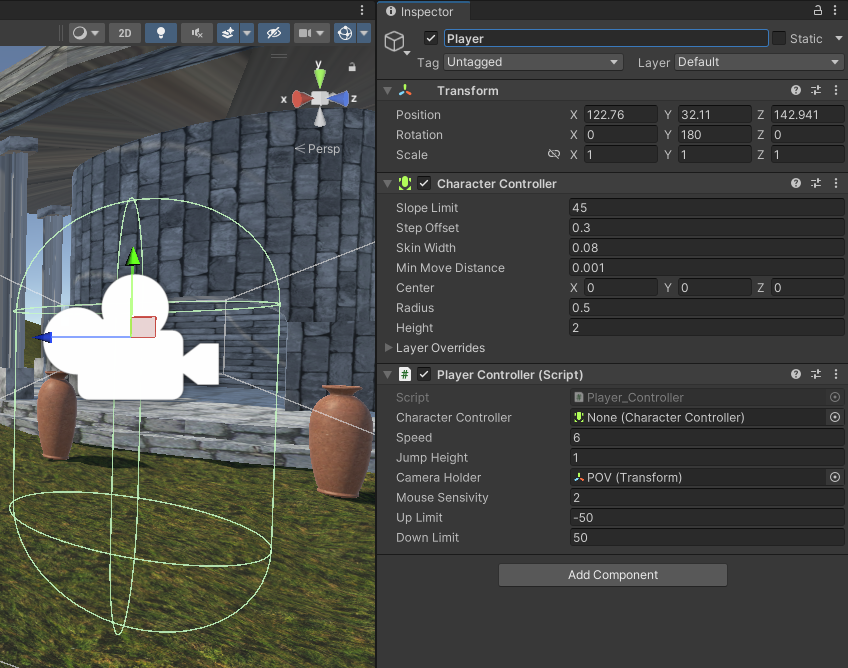 Inspector
2D
Player
Static
Tag Untagged Layer Default
y
x z
Persp
Transform
Position X 122.76 Y 32.11 Z 142.941
Rotation X 0 Y 180 Z 0
Scale X 1 Y 1 Z 1
Character Controller
Slope Limit 45
Step Offset 0.3
Skin Width 0.08
Min Move Distance 0.001
Center X 0 Y 0 Z 0
Radius 0.5
Height 2
Layer Overrides
# Player Controller (Script)
Script # Player_Controller
Character Controller None (Character Controller)
Speed 6
Jump Height 1
Camera Holder POV (Transform)
Mouse Sensivity 2
Up Limit -50
Down Limit 50
Add Component